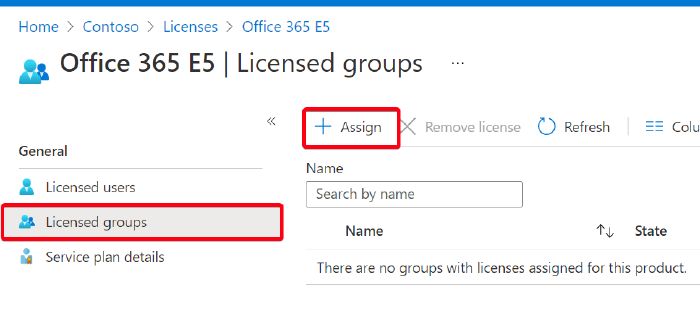 Home > Contoso > Licenses > Office 365 E5
Office 365 E5 | Licensed groups ...
«
General
Licensed users
Licensed groups
Service plan details
+ Assign
Remove license
Refresh
Colu
Name
Search by name
Name ↑↓ State
There are no groups with licenses assigned for this product.